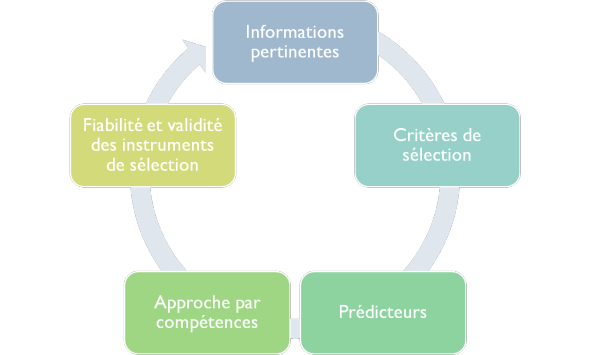 Informations
pertinentes
Critères de
sélection
Prédicteurs
Approche par
compétences
Fiabilité et validité
des instruments
de sélection